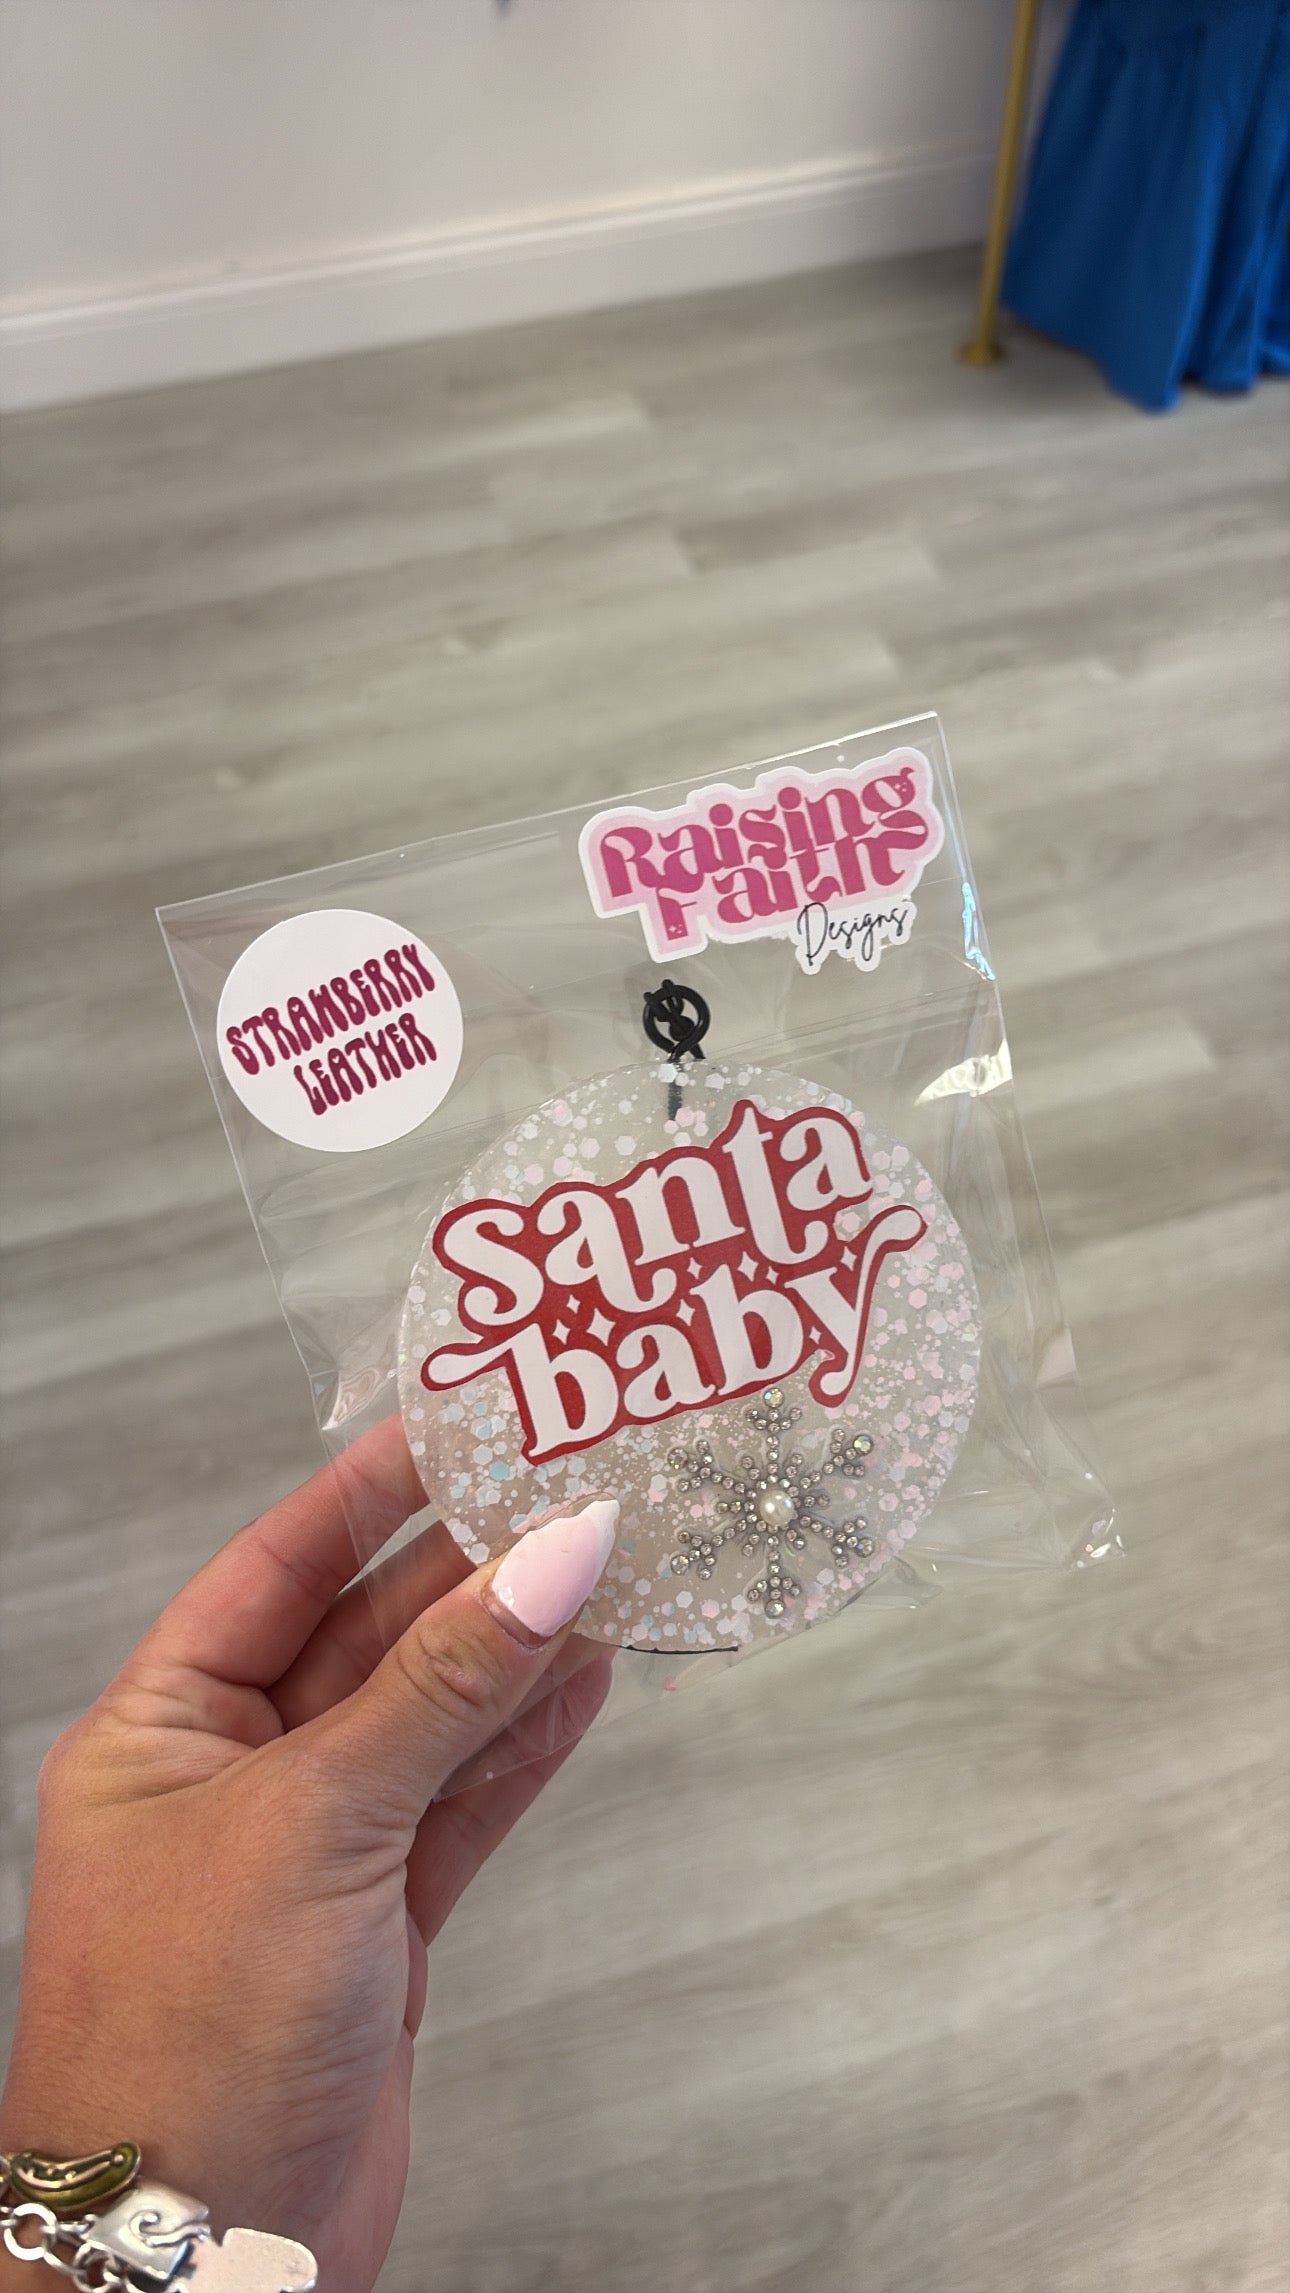 Raising
Faith
Designs
STRAWBERRY
LEATHER
santa
baby